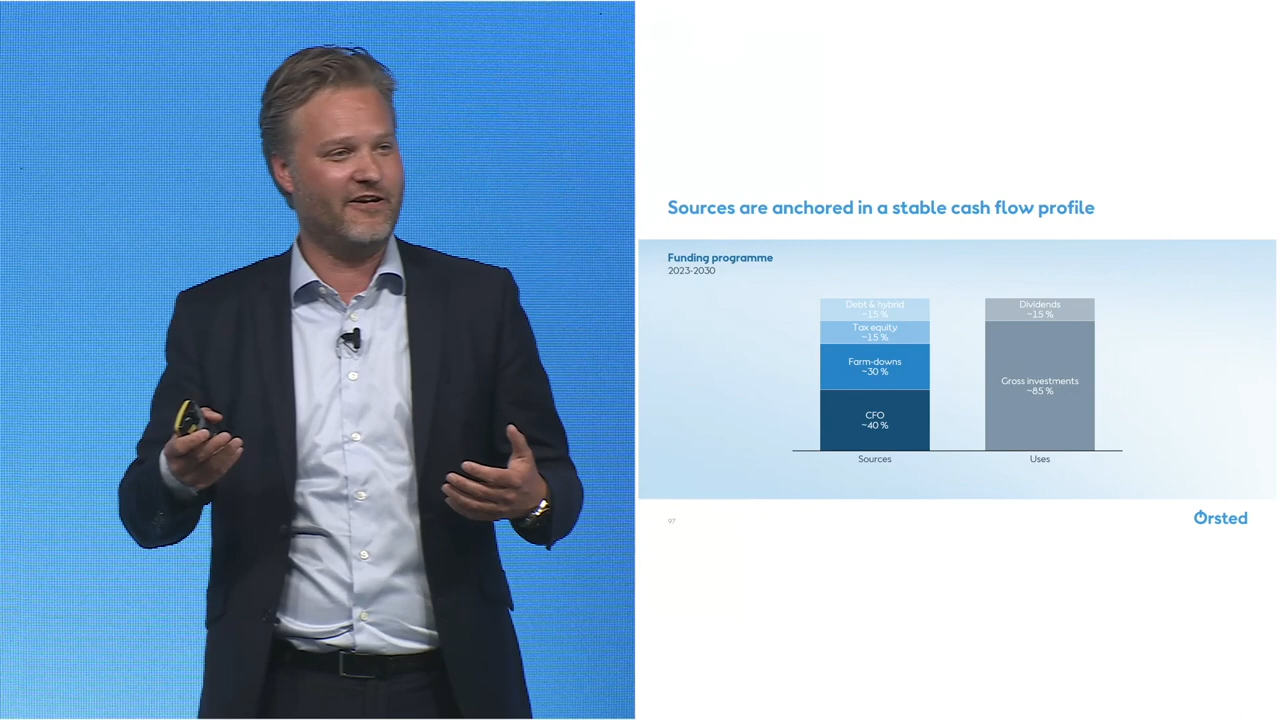 Sources are anchored in a stable cash flow profile
Funding programme
2023-2030
Debt & hybrid
~15 %
Tax equity
~15 %
Farm-downs
~30 %
CFO
~40 %
Sources
Dividends
~15 %
Gross investments
~85 %
Uses
97
Ørsted